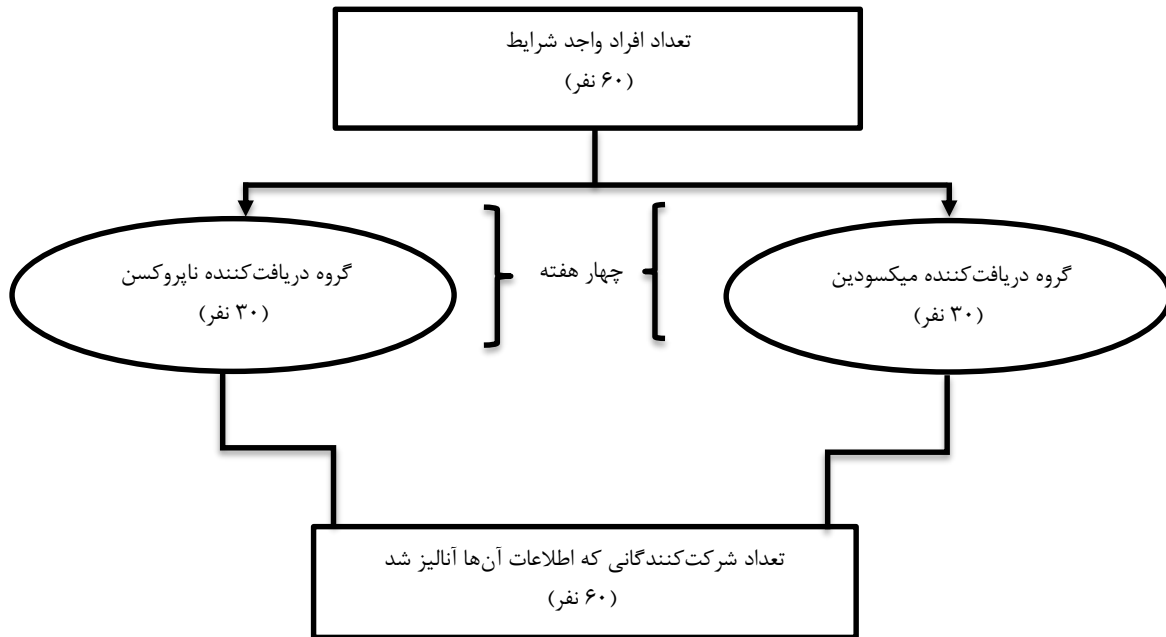 تعداد افراد واجد شرایط
(۶۰ نفر)
گروه دریافت‌کننده میکسودین
(۳۰ نفر)
چهار هفته
گروه دریافت‌کننده ناپروکسن
(۳۰ نفر)
تعداد شرکت‌کنندگانی که اطلاعات آن‌ها آنالیز شد
(۶۰ نفر)